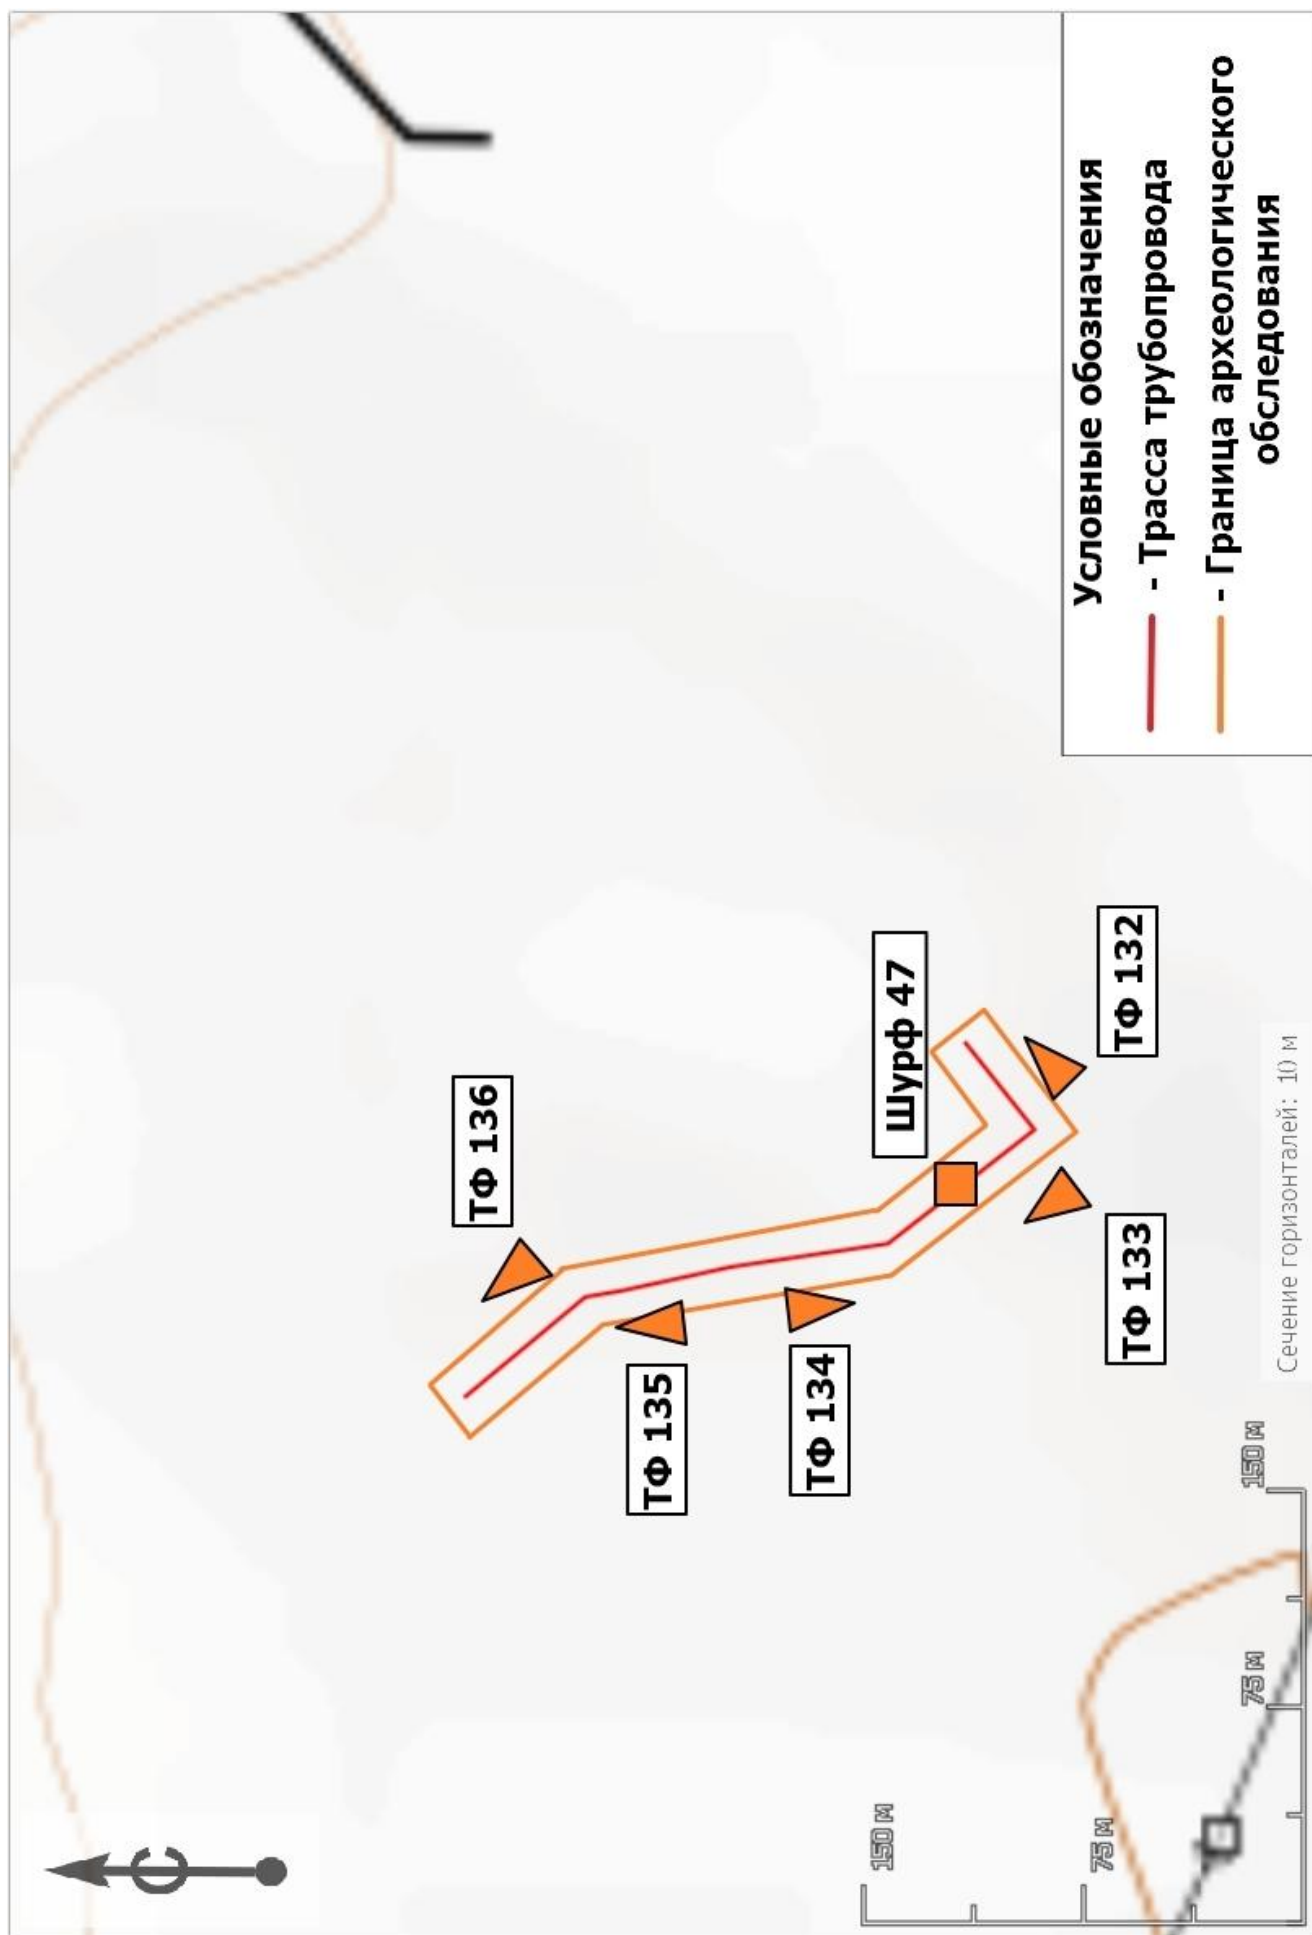 С
ТФ 136
ТФ 135
ТФ 134
Шурф 47
ТФ 133
ТФ 132
150 м
75 м
75 м
150 м
Сечение горизонталей: 10 м
Условные обозначения
- Трасса трубопровода
- Граница археологического
обследования